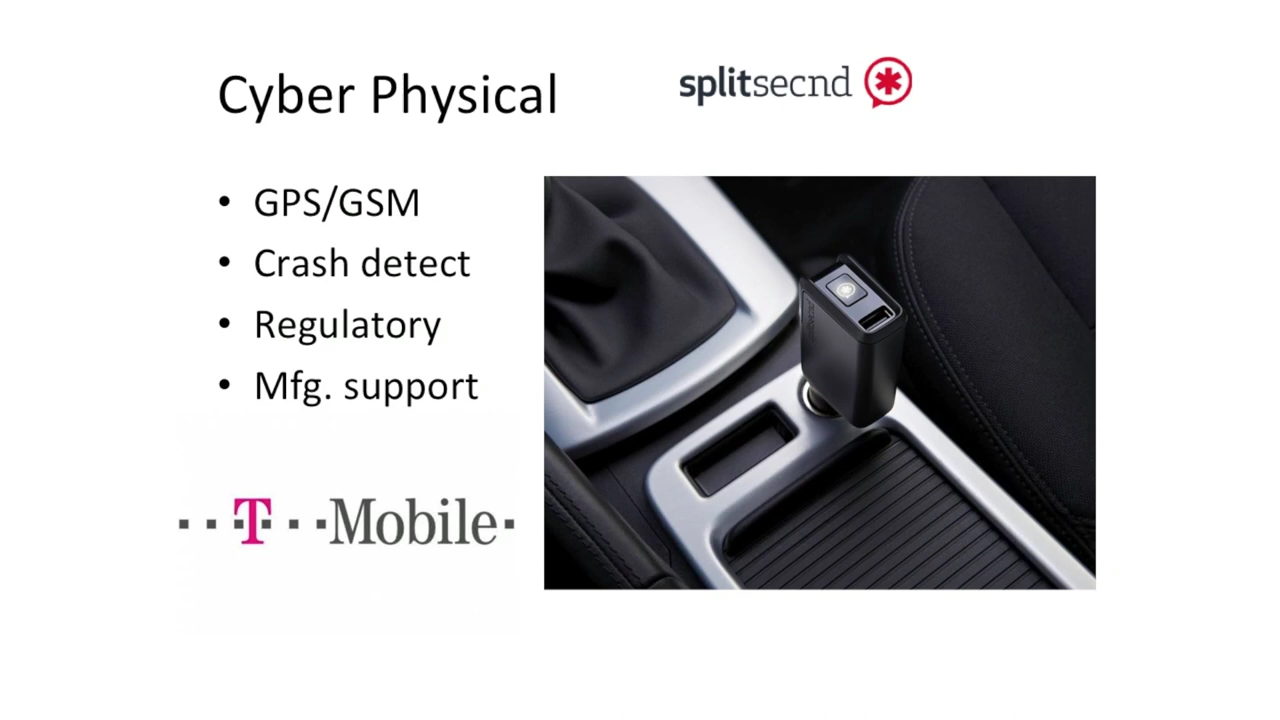 Cyber Physical
splitsecnd
• GPS/GSM
• Crash detect
• Regulatory
• Mfg. support
T Mobile